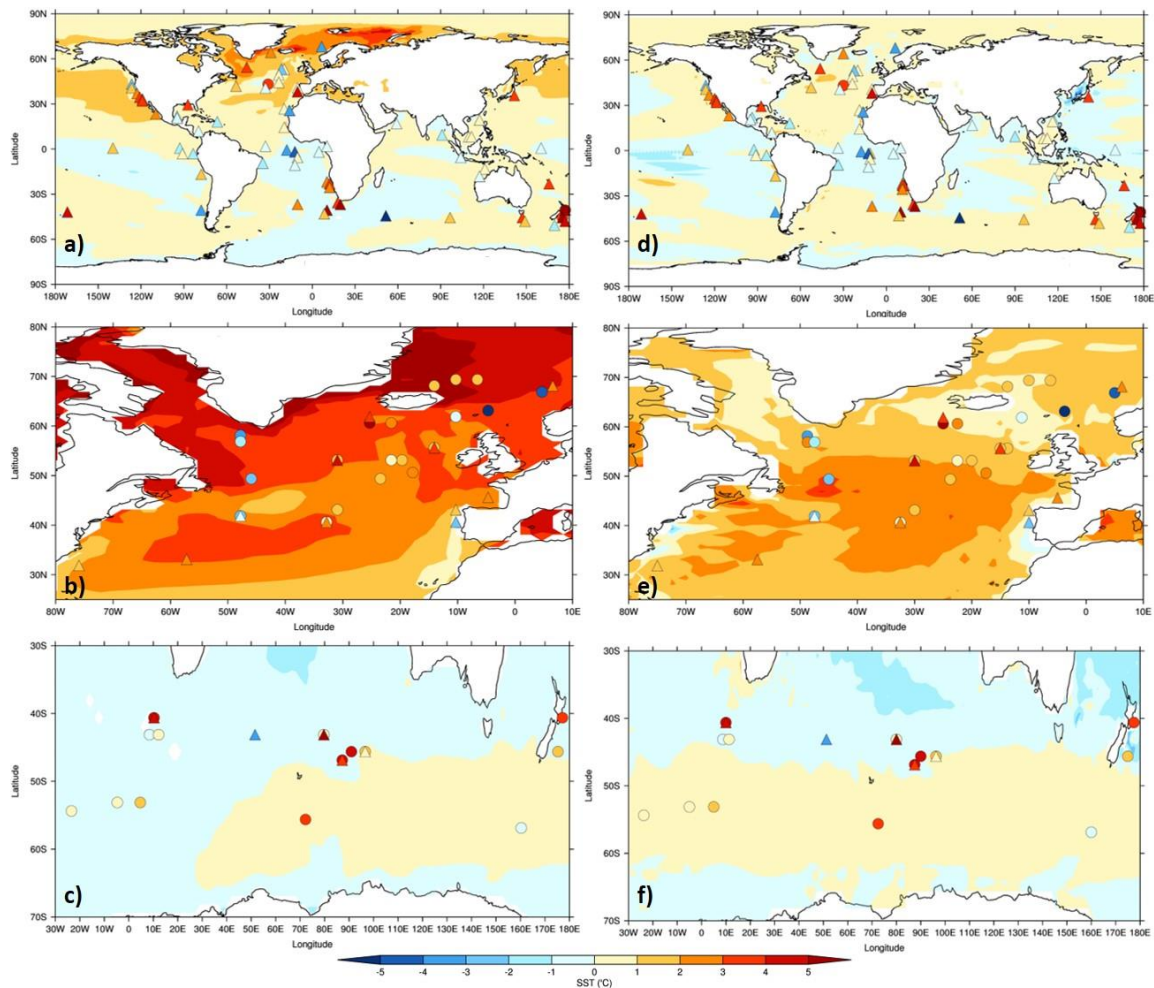 90N 90N
60N 60N
30N 30N
Latitude 0 Latitude 0
30S 30S
60S 60S
a) d)
90S 90S
180W 150W 120W 90W 60W 30W 0 30E 60E 90E 120E 150E 180E 180W 150W 120W 90W 60W 30W 0 30E 60E 90E 120E 150E 180E
Longitude Longitude
80N 80N
70N 70N
60N 60N
Latitude Latitude
50N 50N
40N 40N
30N 30N
b) e)
80W 70W 60W 50W 40W 30W 20W 10W 0 10E 80W 70W 60W 50W 40W 30W 20W 10W 0 10E
Longitude Longitude
30S 30S
40S 40S
Latitude 50S Latitude 50S
60S 60S
c) f)
70S 70S
30W 20W 10W 0 10E 20E 30E 40E 50E 60E 70E 80E 90E 100E 110E 120E 130E 140E 150E 160E 170E 180E 30W 20W 10W 0 10E 20E 30E 40E 50E 60E 70E 80E 90E 100E 110E 120E 130E 140E 150E 160E 170E 180E
Longitude Longitude
-5 -4 -3 -2 -1 0 1 2 3 4 5
SST (°C)